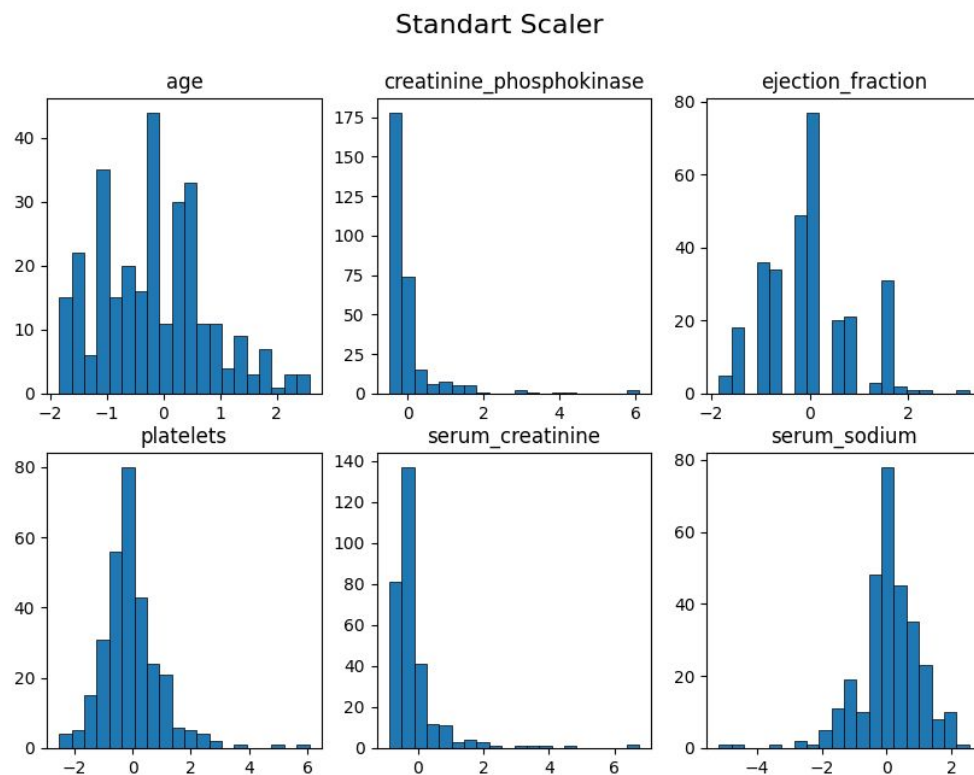 Standart Scaler
age creatinine_phosphokinase ejection_fraction
40 30 20 10 0
−2 −1 0 1 2
175 150 125 100 75 50 25 0
0 2 4 6
80 60 40 20 0
−2 0 2
platelets serum_creatinine serum_sodium
80 60 40 20 0
−2 0 2 4 6
140 120 100 80 60 40 20 0
0 2 4 6
80 60 40 20 0
−4 −2 0 2